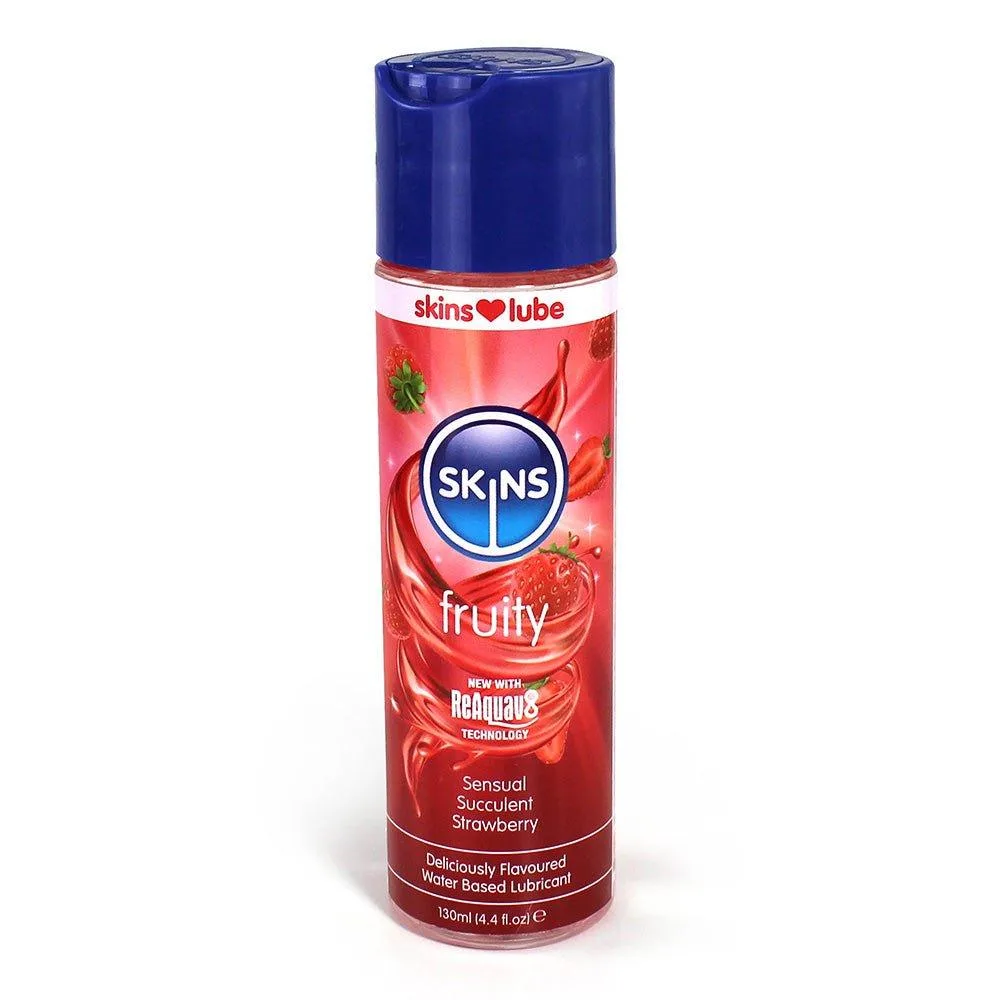 skins♥lube
SKINS
fruity
NEW WITH
ReAquav8
TECHNOLOGY
Sensual
Succulent
Strawberry
Deliciously Flavoured
Water Based Lubricant
130ml (4.4 fl.oz) ℮